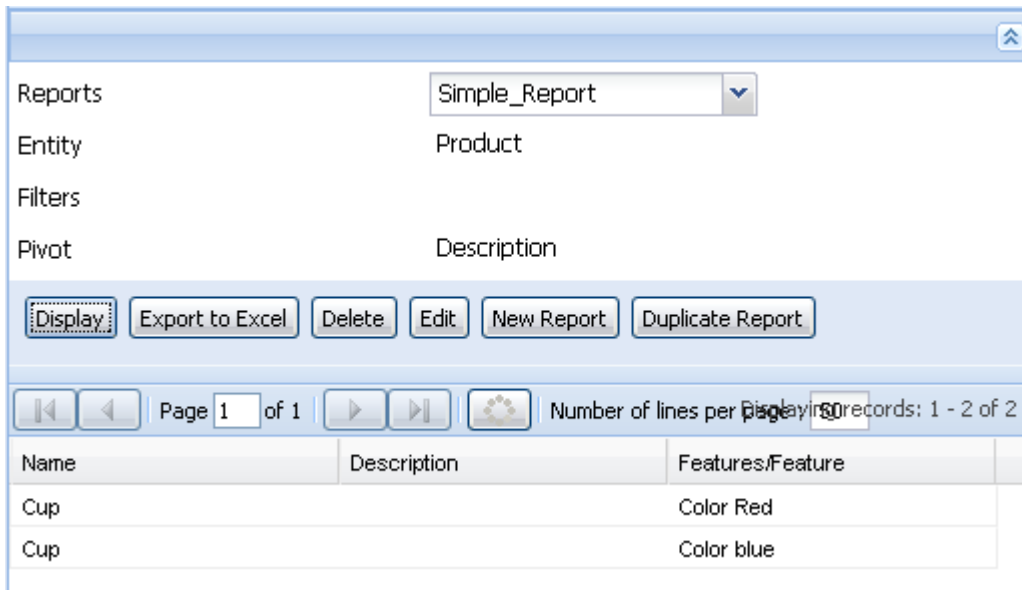 Reports Simple_Report
Entity Product
Filters
Pivot Description
Display Export to Excel Delete Edit New Report Duplicate Report
Page 1 of 1 Number of lines per page 50 Displaying records: 1 - 2 of 2
Name Description Features/Feature
Cup Color Red
Cup Color blue